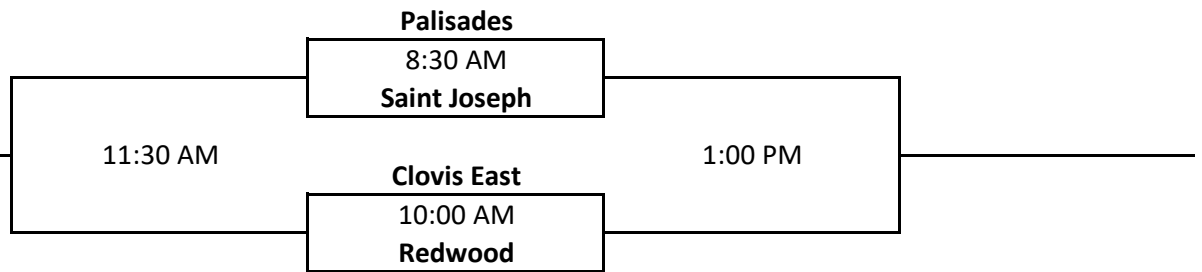 Palisades
8:30 AM
Saint Joseph
11:30 AM
1:00 PM
Clovis East
10:00 AM
Redwood